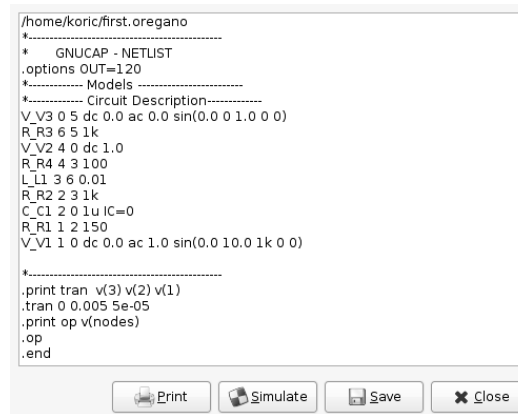 /home/koric/first.oregano
*----------------------------------------------
* GNUCAP - NETLIST
.options OUT=120
*------------- Models -------------------------
*------------- Circuit Description-------------
V_V3 0 5 dc 0.0 ac 0.0 sin(0.0 0 1.0 0 0)
R_R3 6 5 1k
V_V2 4 0 dc 1.0
R_R4 4 3 100
L_L1 3 6 0.01
R_R2 2 3 1k
C_C1 2 0 1u IC=0
R_R1 1 2 150
V_V1 1 0 dc 0.0 ac 1.0 sin(0.0 10.0 1k 0 0)
*----------------------------------------------
.print tran v(3) v(2) v(1)
.tran 0 0.005 5e-05
.print op v(nodes)
.op
.end
Print Simulate Save Close